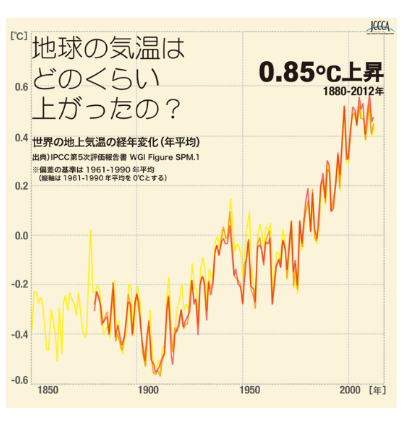 JCCCA
[℃]
地球の気温は
どのくらい
上がったの？
0.85℃上昇
1880-2012年
世界の地上気温の経年変化（年平均）
出典）IPCC第5次評価報告書 WGI Figure SPM.1
※偏差の基準は 1961-1990 年平均
（縦軸は 1961-1990 年平均を 0℃とする）
0.6
0.4
0.2
0.0
-0.2
-0.4
-0.6
1850 1900 1950 2000 [年]